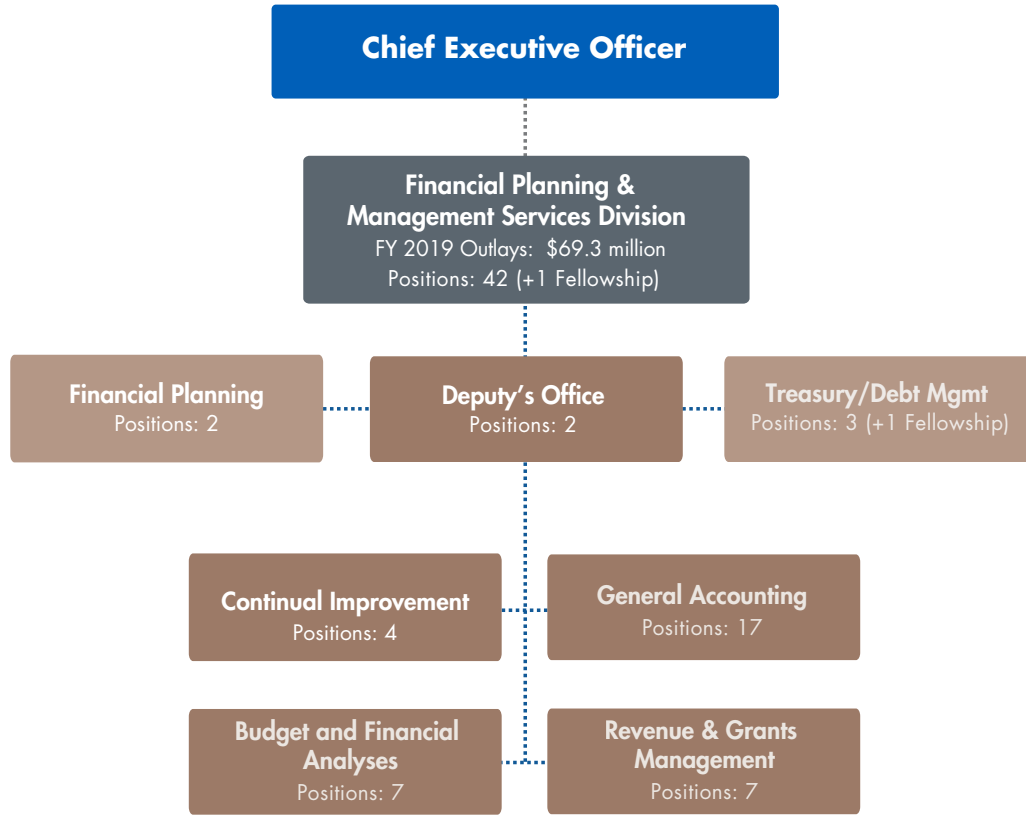 Chief Executive Officer
Financial Planning &
Management Services Division
FY 2019 Outlays: $69.3 million
Positions: 42 (+1 Fellowship)
Financial Planning
Positions: 2
Deputy’s Office
Positions: 2
Treasury/Debt Mgmt
Positions: 3 (+1 Fellowship)
Continual Improvement
Positions: 4
General Accounting
Positions: 17
Budget and Financial
Analyses
Positions: 7
Revenue & Grants
Management
Positions: 7